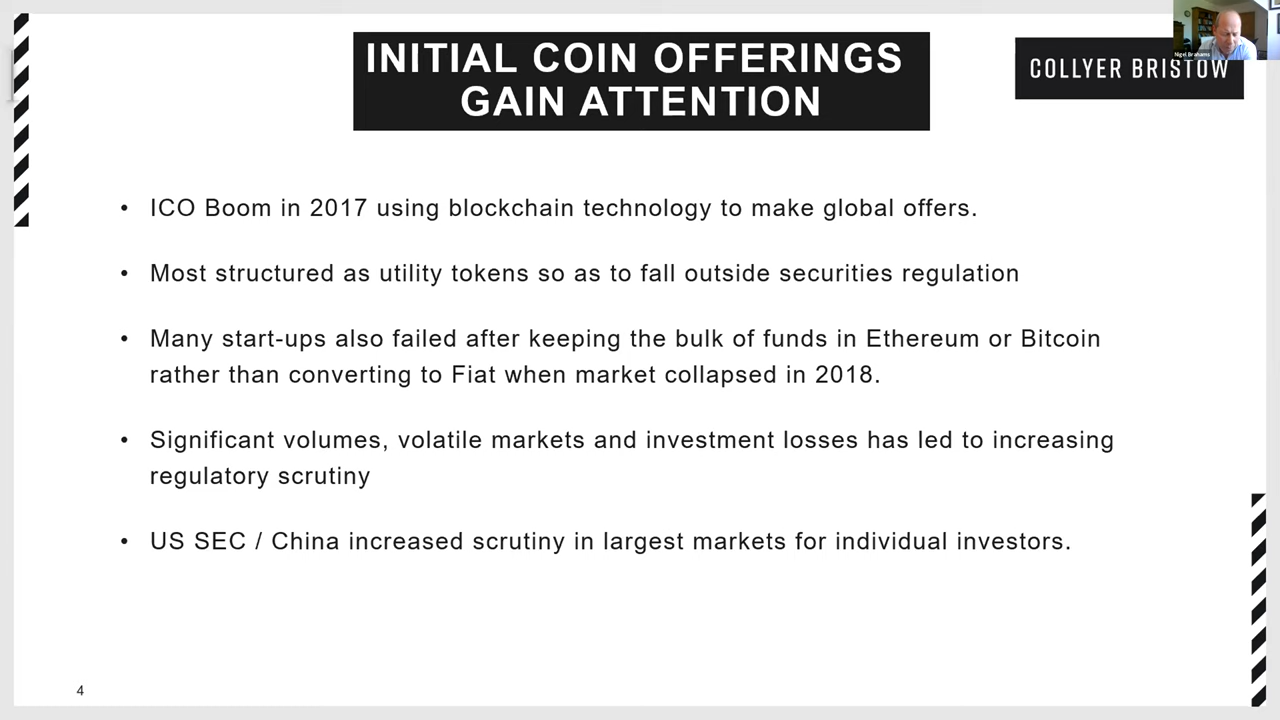 INITIAL COIN OFFERINGS
GAIN ATTENTION
COLLYER BRISTOW
Nigel Brahams
• ICO Boom in 2017 using blockchain technology to make global offers.
• Most structured as utility tokens so as to fall outside securities regulation
• Many start-ups also failed after keeping the bulk of funds in Ethereum or Bitcoin
rather than converting to Fiat when market collapsed in 2018.
• Significant volumes, volatile markets and investment losses has led to increasing
regulatory scrutiny
• US SEC / China increased scrutiny in largest markets for individual investors.
4